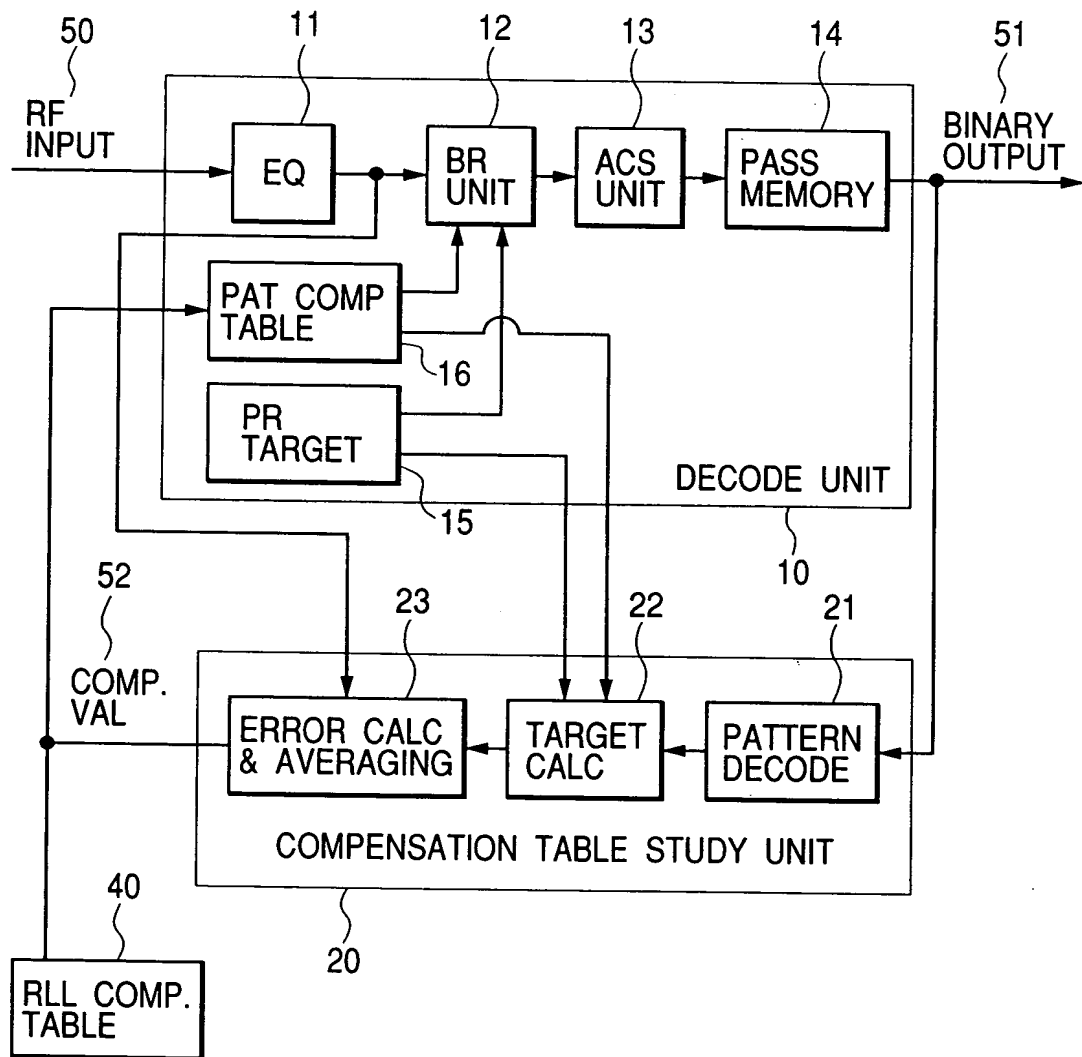 50
11
12
13
14
51
RF
INPUT
EQ
BR
UNIT
ACS
UNIT
PASS
MEMORY
BINARY
OUTPUT
PAT COMP
TABLE
16
PR
TARGET
15
DECODE UNIT
10
52
COMP.
VAL
23
22
21
ERROR CALC
& AVERAGING
TARGET
CALC
PATTERN
DECODE
COMPENSATION TABLE STUDY UNIT
20
40
RLL COMP.
TABLE